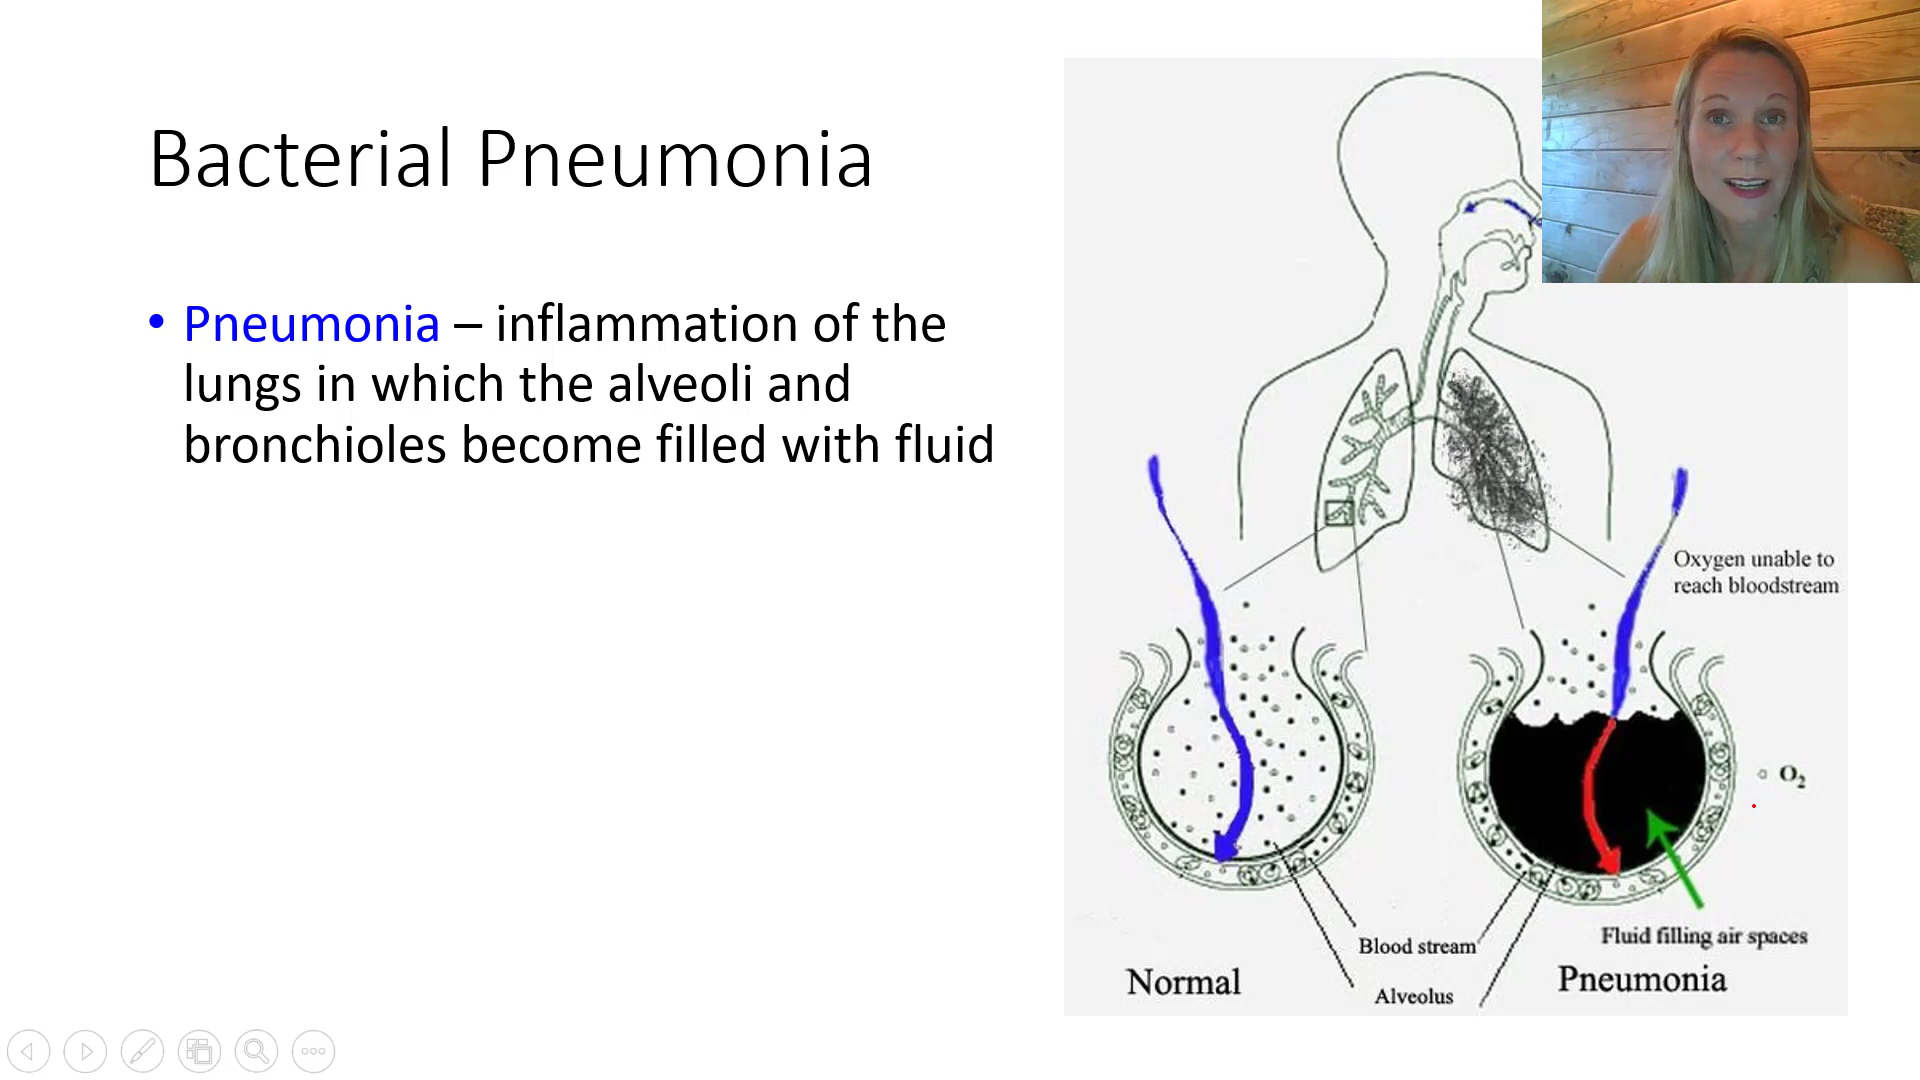 Bacterial Pneumonia
• Pneumonia – inflammation of the
lungs in which the alveoli and
bronchioles become filled with fluid
Oxygen unable to
reach bloodstream
O₂
Blood stream
Alveolus
Normal
Fluid filling air spaces
Pneumonia